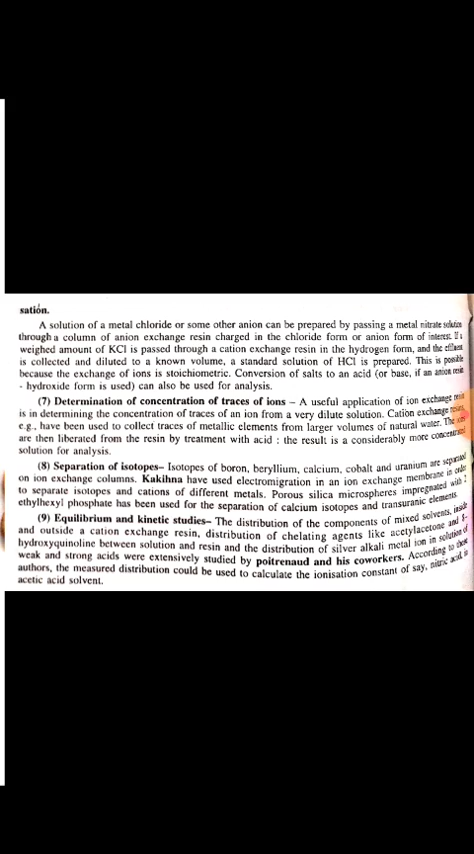 satión.
A solution of a metal chloride or some other anion can be prepared by passing a metal nitrate solution
through a column of anion exchange resin charged in the chloride form or anion form of interest. If a
weighed amount of KCl is passed through a cation exchange resin in the hydrogen form, and the effluent
is collected and diluted to a known volume, a standard solution of HCl is prepared. This is possible
because the exchange of ions is stoichiometric. Conversion of salts to an acid (or base, if an anion resin
- hydroxide form is used) can also be used for analysis.
(7) Determination of concentration of traces of ions – A useful application of ion exchange resin
is in determining the concentration of traces of an ion from a very dilute solution. Cation exchange resins,
e.g., have been used to collect traces of metallic elements from larger volumes of natural water. The ions
are then liberated from the resin by treatment with acid : the result is a considerably more concentrated
solution for analysis.
(8) Separation of isotopes– Isotopes of boron, beryllium, calcium, cobalt and uranium are separated
on ion exchange columns. Kakihna have used electromigration in an ion exchange membrane in order
to separate isotopes and cations of different metals. Porous silica microspheres impregnated with 2
ethylhexyl phosphate has been used for the separation of calcium isotopes and transuranic elements.
(9) Equilibrium and kinetic studies– The distribution of the components of mixed solvents, inside
and outside a cation exchange resin, distribution of chelating agents like acetylacetone and 8-
hydroxyquinoline between solution and resin and the distribution of silver alkali metal ion in solution of
weak and strong acids were extensively studied by poitrenaud and his coworkers. According to these
authors, the measured distribution could be used to calculate the ionisation constant of say, nitric acid in
acetic acid solvent.